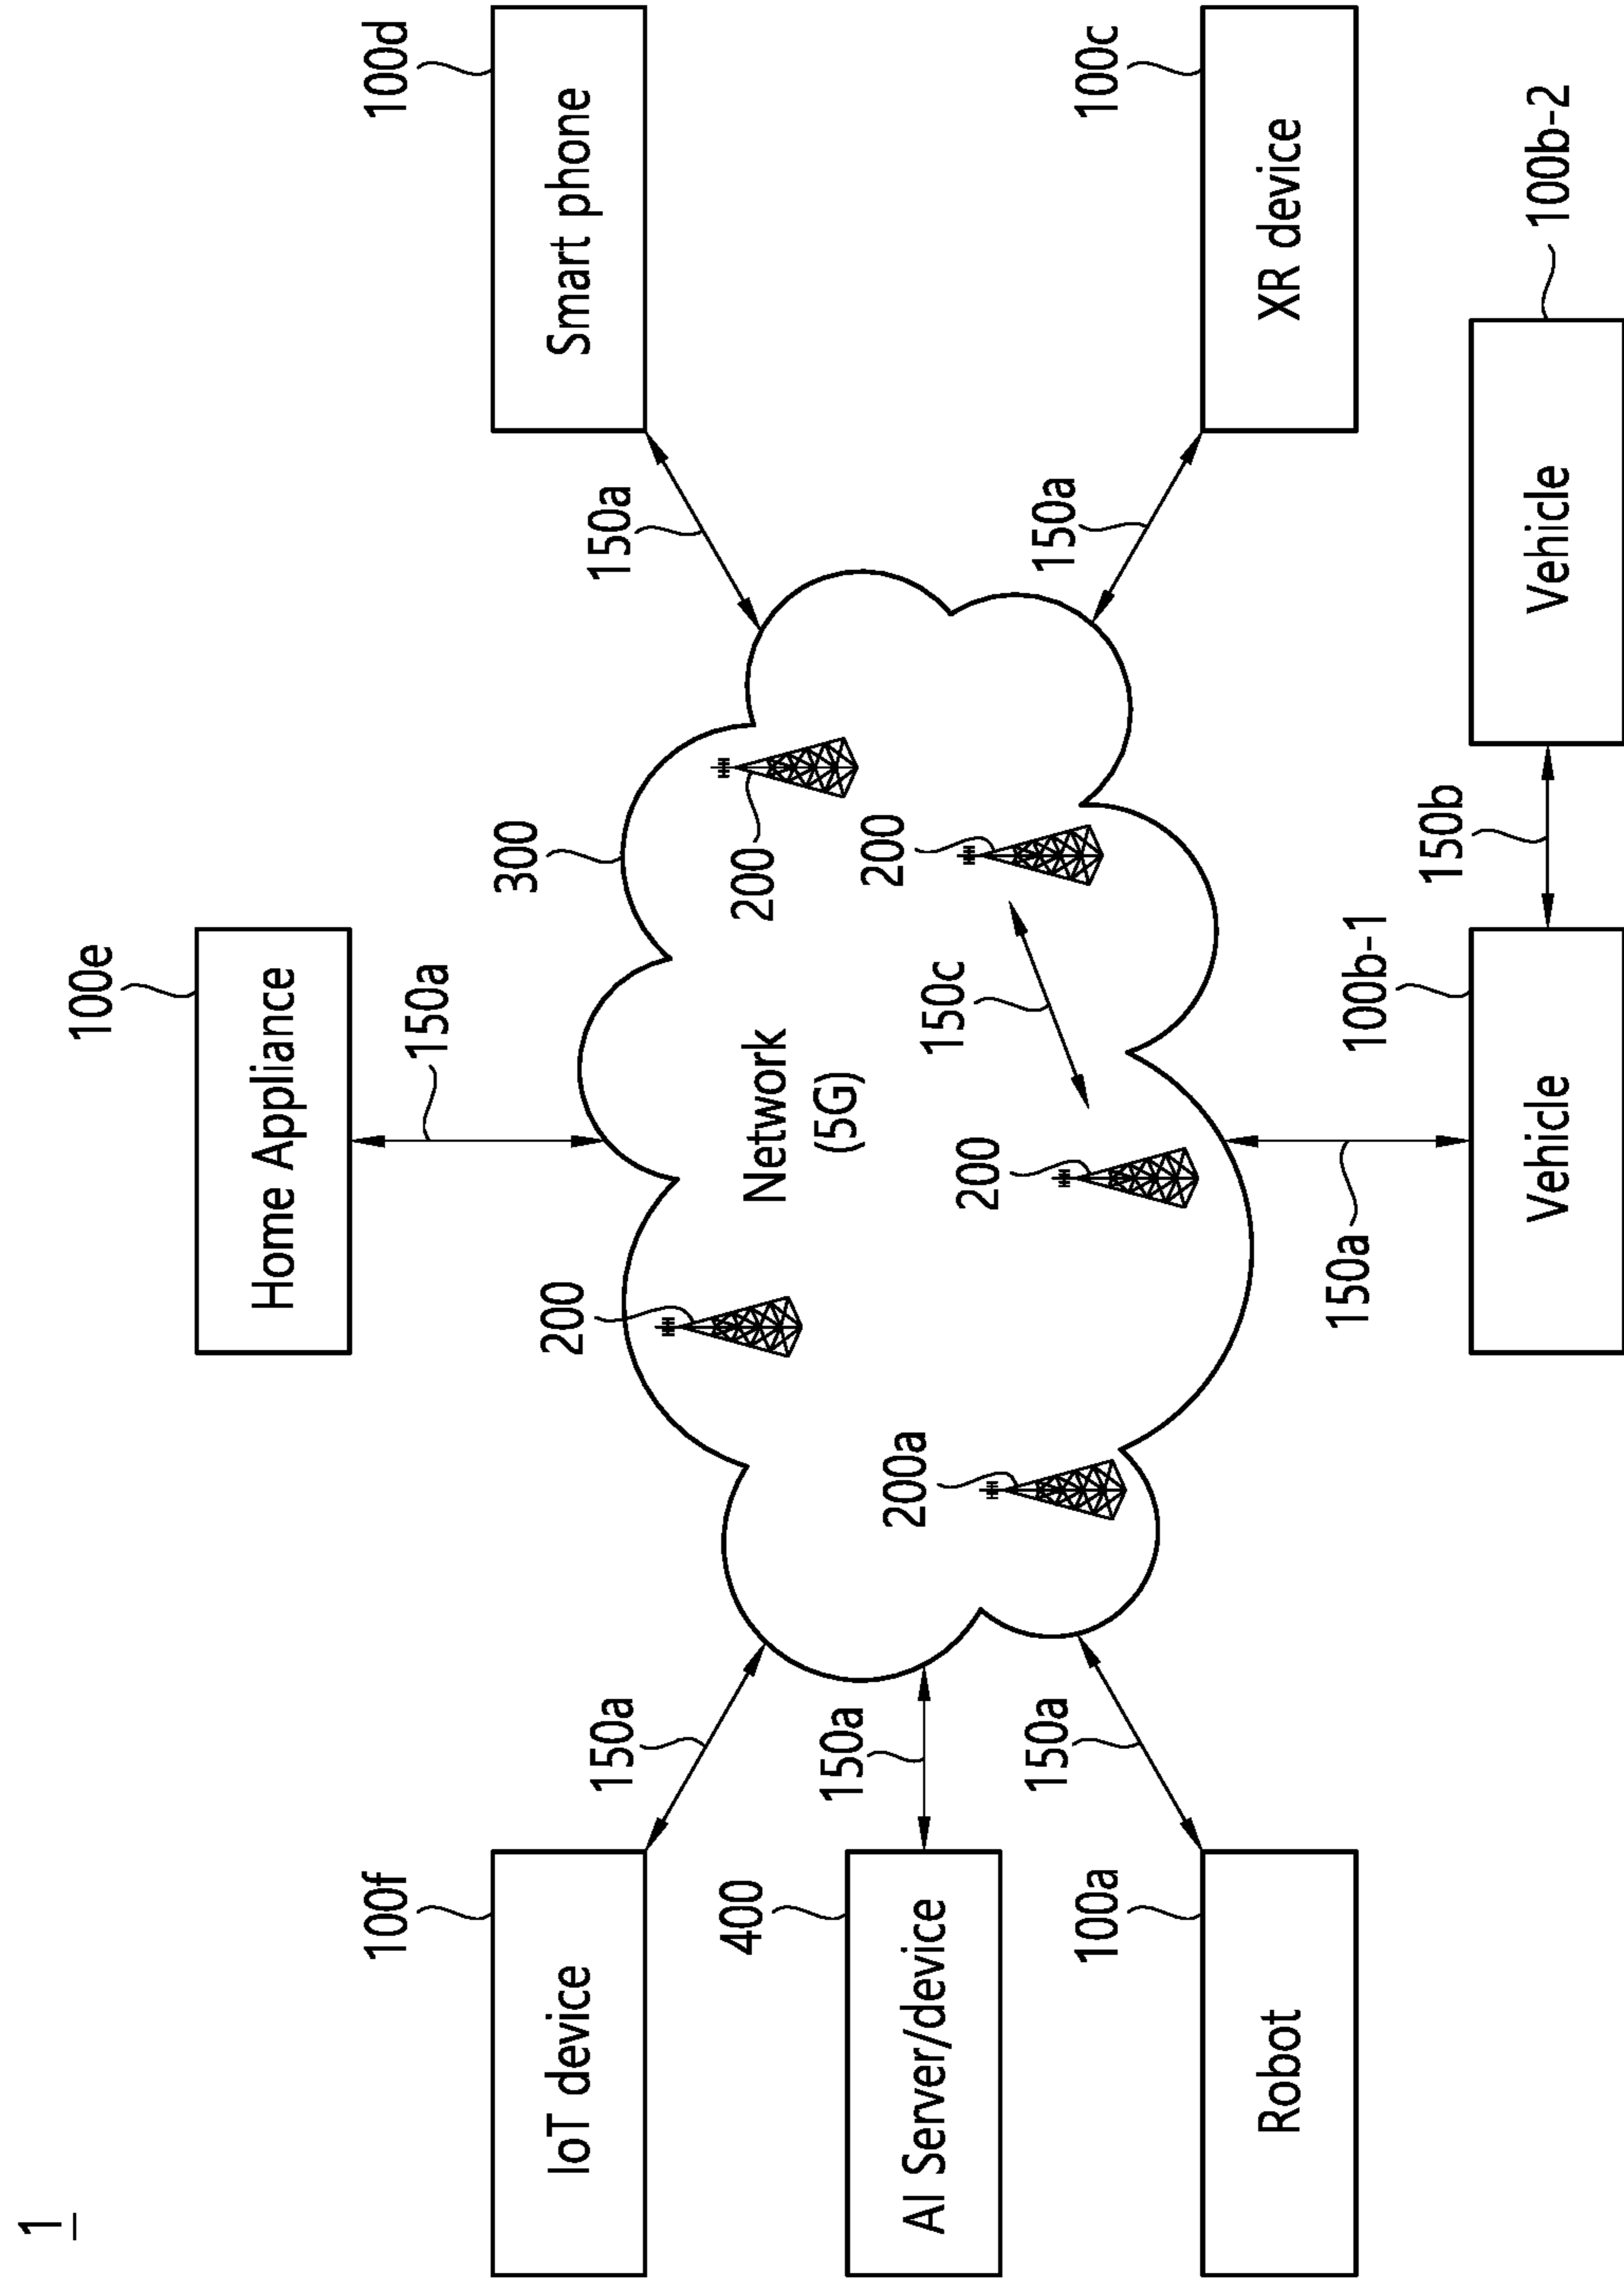 1
100e
Home Appliance
150a
100f
IoT device
150a
300
150a
100d
Smart phone
200
Network
(5G)
200
400
AI Server/device
150a
200a
200
150c
200
100a
Robot
150a
150a
100c
XR device
150a
100b-1
Vehicle
150b
Vehicle
100b-2